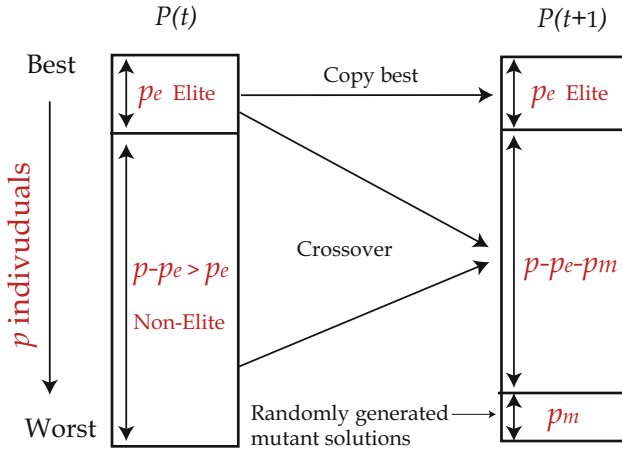 P(t)
P(t+1)
Best
pe Elite
Copy best
pe Elite
p indivuduals
p-pe > pe
Non-Elite
Crossover
p-pe-pm
Worst
Randomly generated
mutant solutions
pm